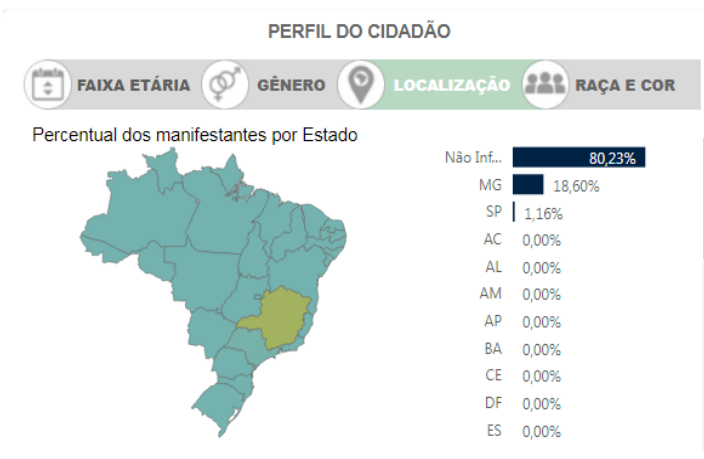 PERFIL DO CIDADÃO
FAIXA ETÁRIA GÊNERO LOCALIZAÇÃO RAÇA E COR
Percentual dos manifestantes por Estado
Não Inf... 80,23%
MG 18,60%
SP 1,16%
AC 0,00%
AL 0,00%
AM 0,00%
AP 0,00%
BA 0,00%
CE 0,00%
DF 0,00%
ES 0,00%